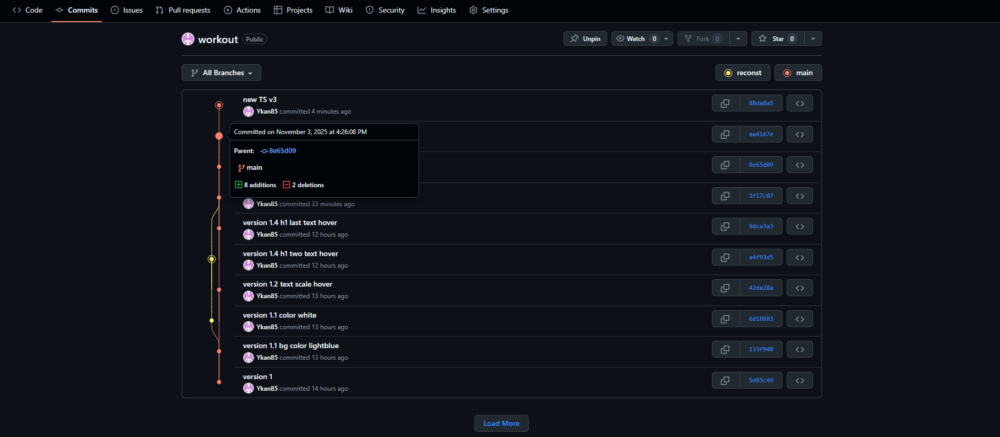 Code Commits Issues Pull requests Actions Projects Wiki Security Insights Settings
workout Public Unpin Watch 0 Fork 0 Star 0
All Branches reconst main
new TS v3 88da8a5
Ykan85 committed 4 minutes ago
Committed on November 3, 2025 at 4:26:08 PM aa4167e
Parent: 8e65d09
main 8e65d09
8 additions 2 deletions
1f17c07
Ykan85 committed 33 minutes ago
version 1.4 h1 last text hover 9dca3a3
Ykan85 committed 12 hours ago
version 1.4 h1 two text hover a4f93d5
Ykan85 committed 12 hours ago
version 1.2 text scale hover 42da28a
Ykan85 committed 13 hours ago
version 1.1 color white 6d18883
Ykan85 committed 13 hours ago
version 1.1 bg color lightblue 133f948
Ykan85 committed 13 hours ago
version 1 5d83c49
Ykan85 committed 14 hours ago
Load More